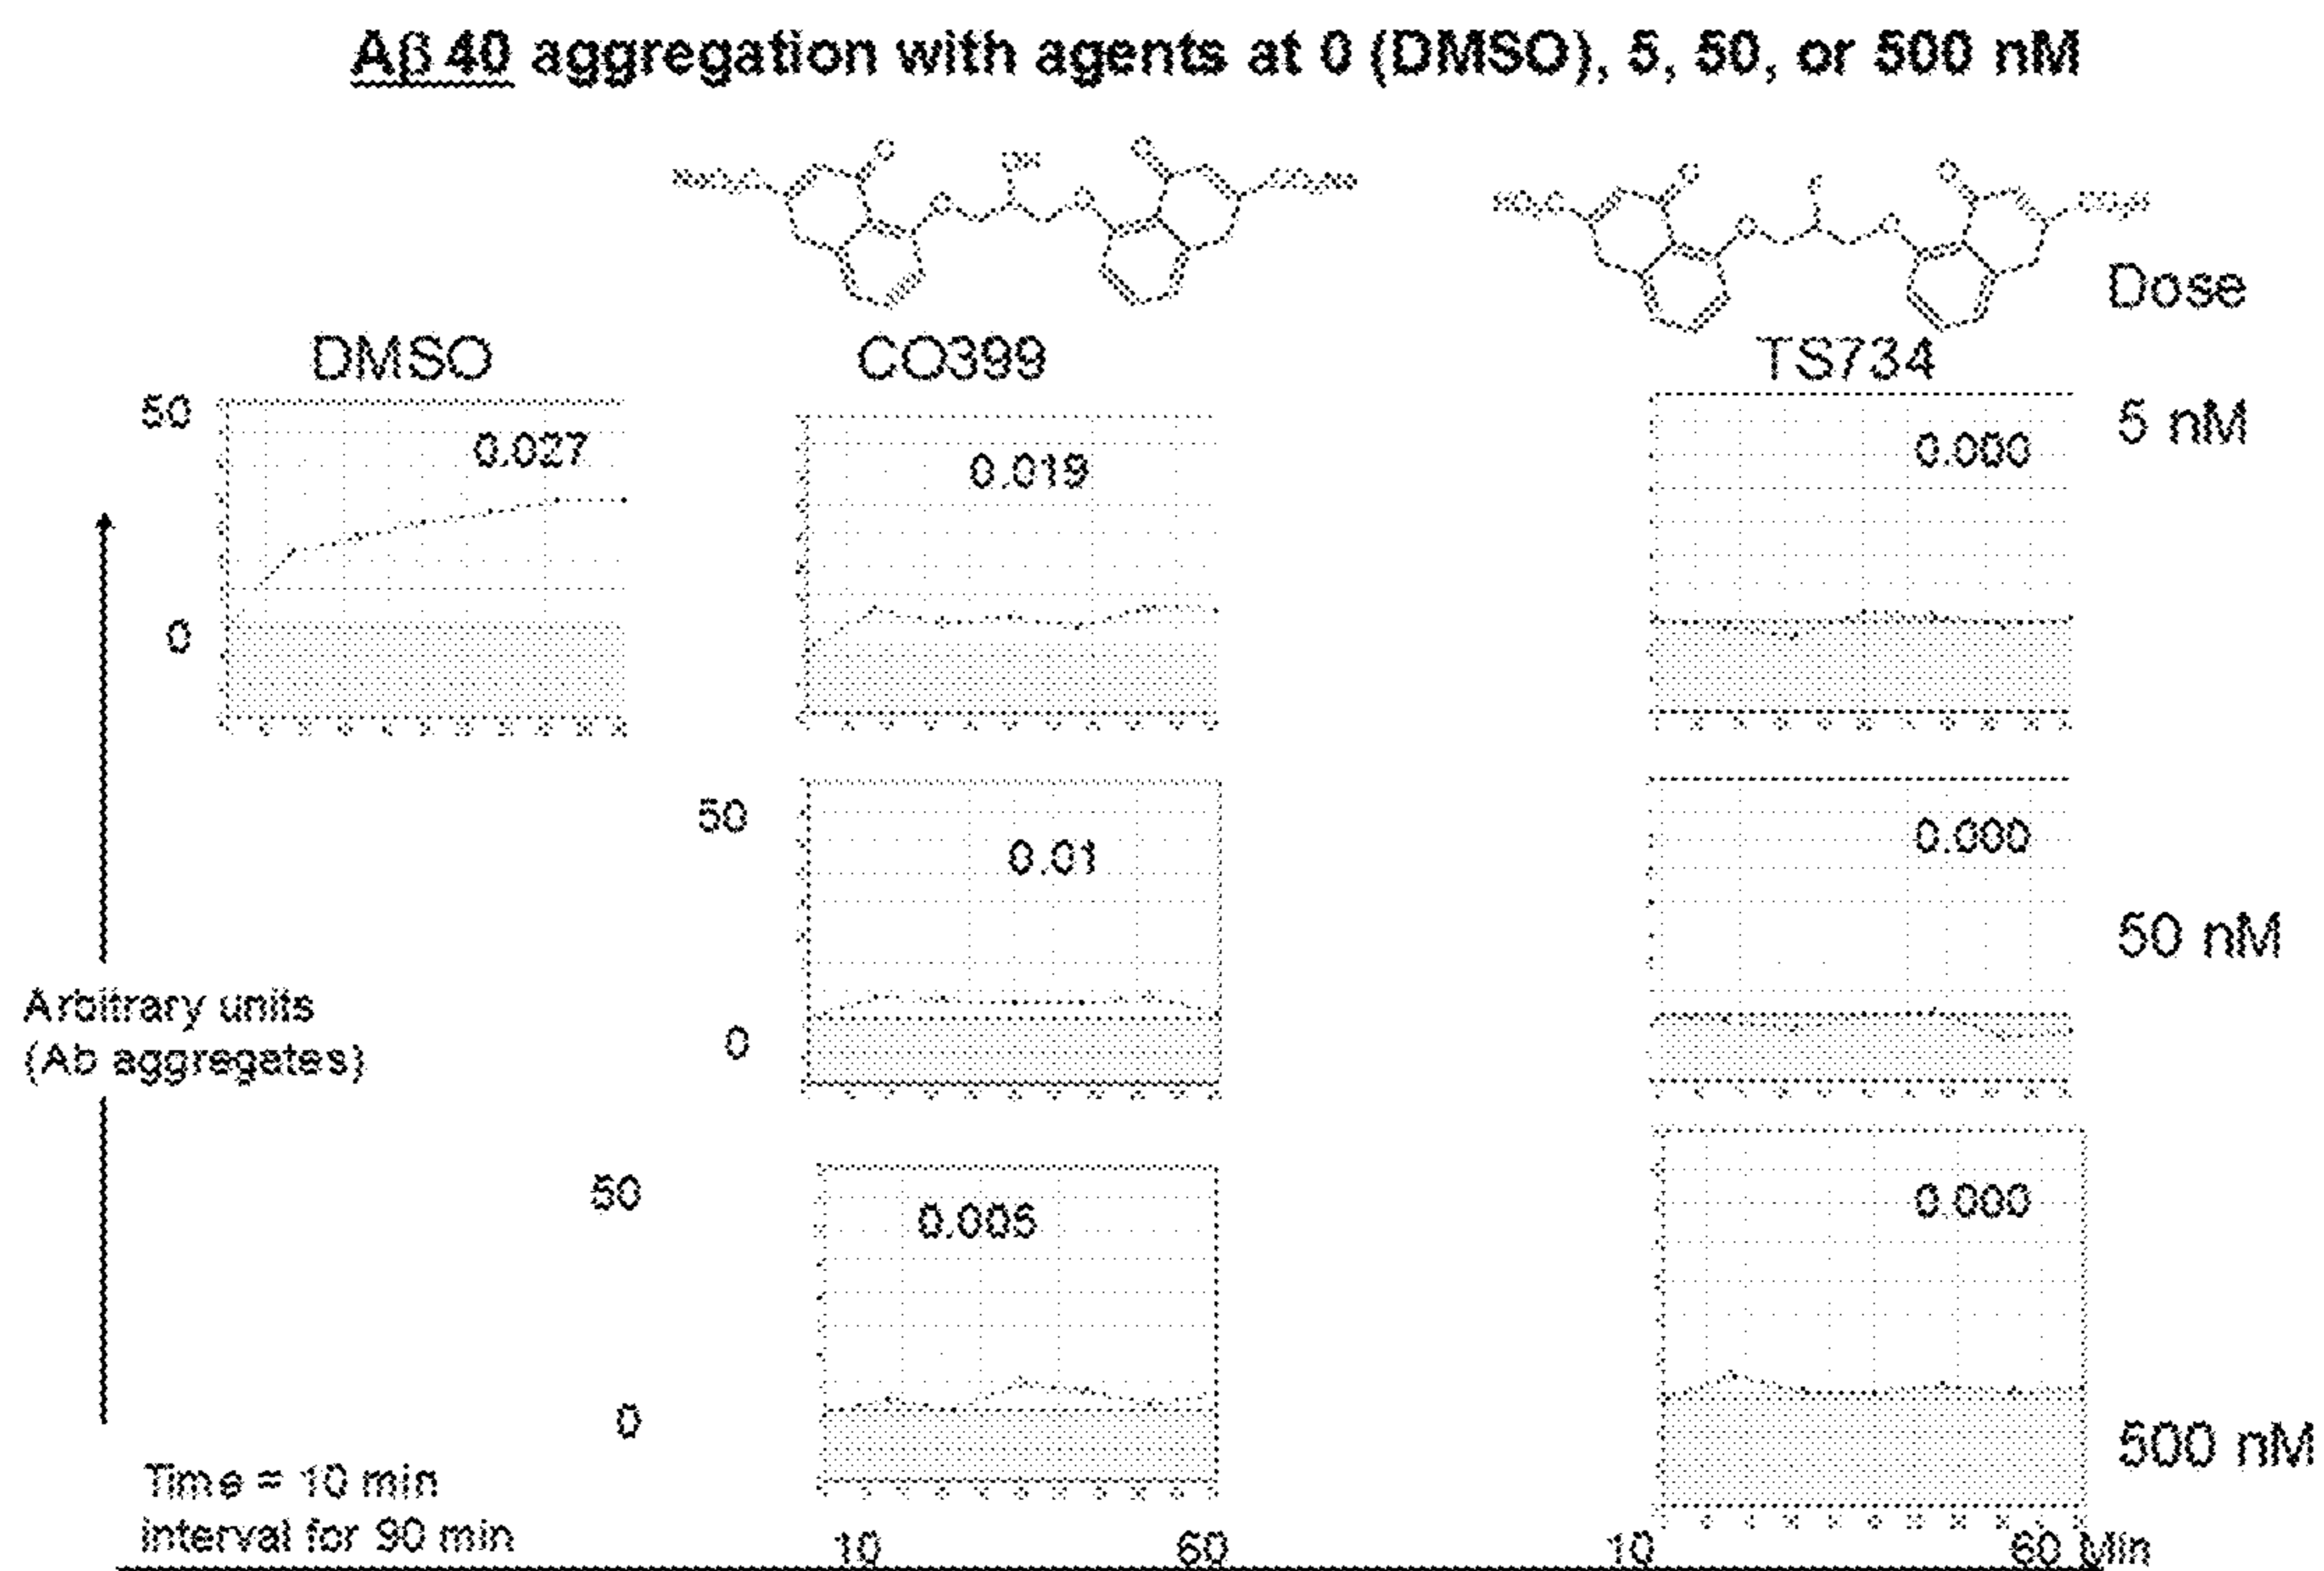 Aβ 40 aggregation with agents at 0 (DMSO), 5, 50, or 500 nM
OH
Dose
DMSO
CO399
TS734
50
0.027
0.019
0.000
5 nM
0
50
0.01
0.000
50 nM
0
Arbitrary units
(Ab aggregates)
50
0.005
0.000
0
500 nM
Time = 10 min
interval for 90 min
10
60
10
60 Min